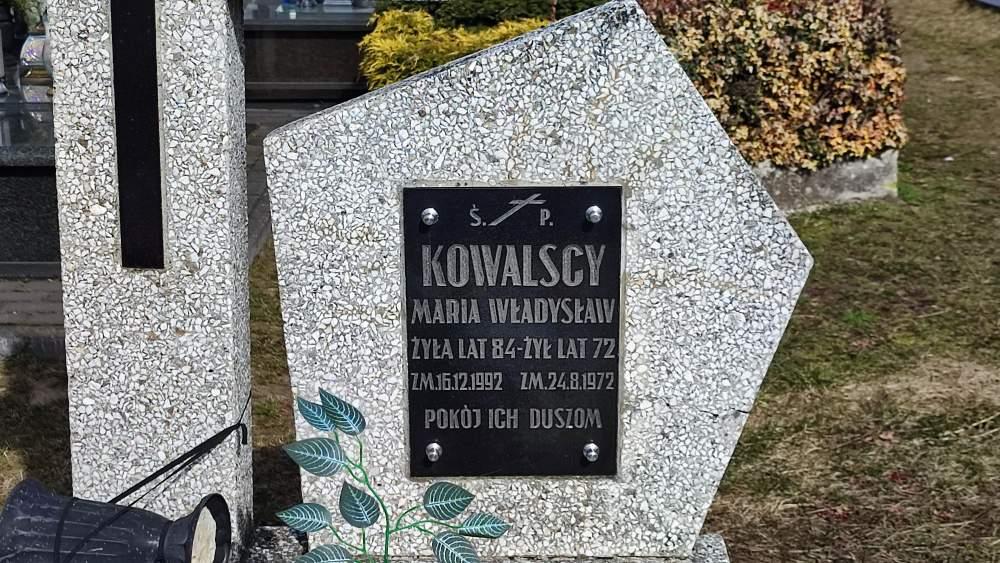 Ś. P.
KOWALSCY
MARIA WŁADYSŁAW
ŻYŁA LAT 84-ŻYŁ LAT 72
ZM.16.12.1992 ZM.24.8.1972
POKÓJ ICH DUSZOM